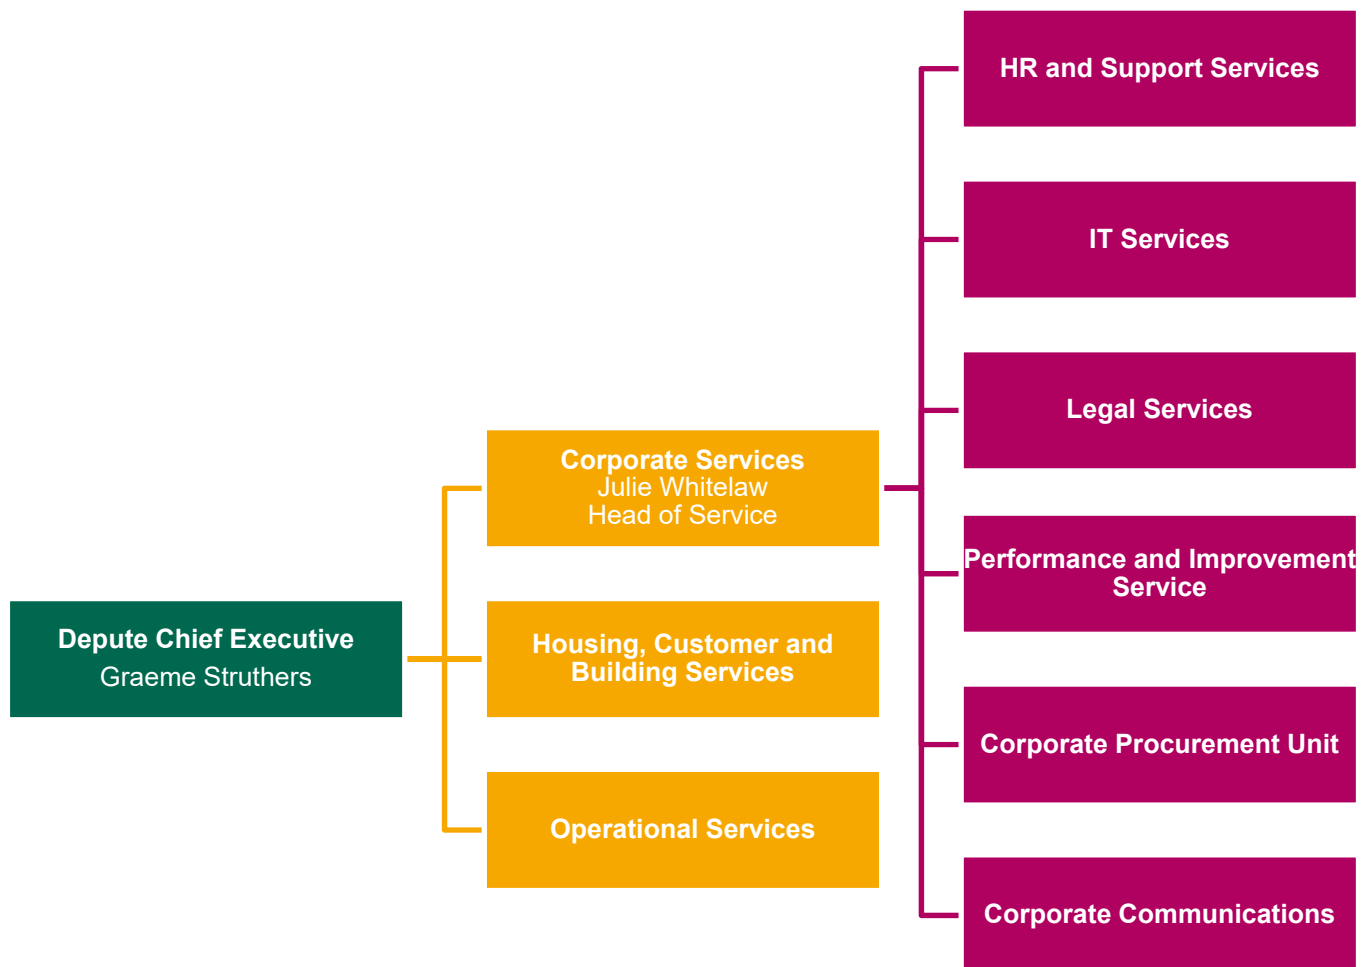 HR and Support Services
IT Services
Legal Services
Corporate Services
Julie Whitelaw
Head of Service
Performance and Improvement
Service
Depute Chief Executive
Graeme Struthers
Housing, Customer and
Building Services
Corporate Procurement Unit
Operational Services
Corporate Communications